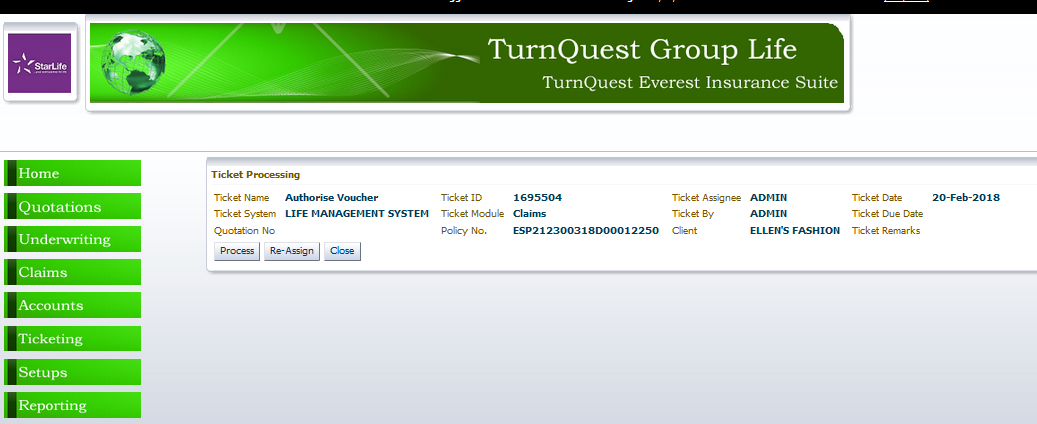 StarLife
TurnQuest Group Life
TurnQuest Everest Insurance Suite
Home
Quotations
Underwriting
Claims
Accounts
Ticketing
Setups
Reporting
Ticket Processing
Ticket Name Authorise Voucher Ticket ID 1695504 Ticket Assignee ADMIN Ticket Date 20-Feb-2018
Ticket System LIFE MANAGEMENT SYSTEM Ticket Module Claims Ticket By ADMIN Ticket Due Date
Quotation No Policy No. ESP212300318D00012250 Client ELLEN'S FASHION Ticket Remarks
Process Re-Assign Close